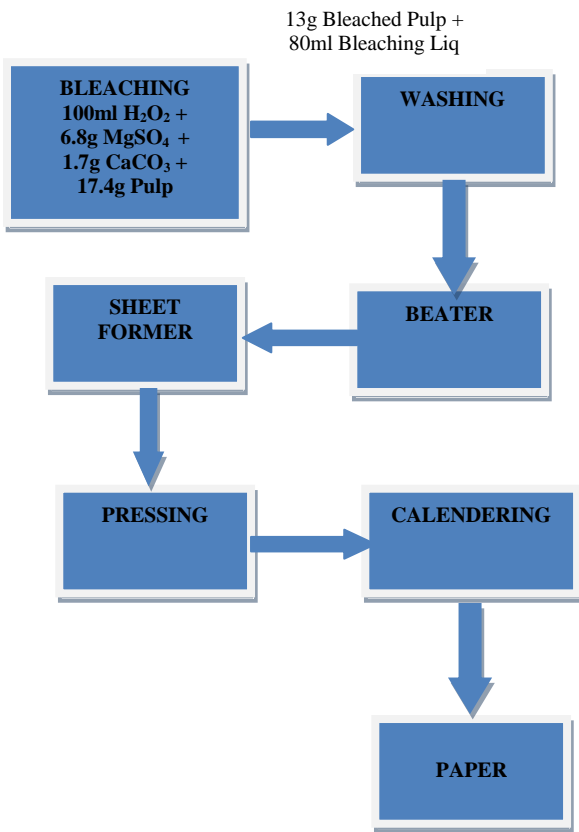 13g Bleached Pulp +
80ml Bleaching Liq
BLEACHING
100ml H₂O₂ +
6.8g MgSO₄ +
1.7g CaCO₃ +
17.4g Pulp
WASHING
SHEET
FORMER
BEATER
PRESSING
CALENDERING
PAPER